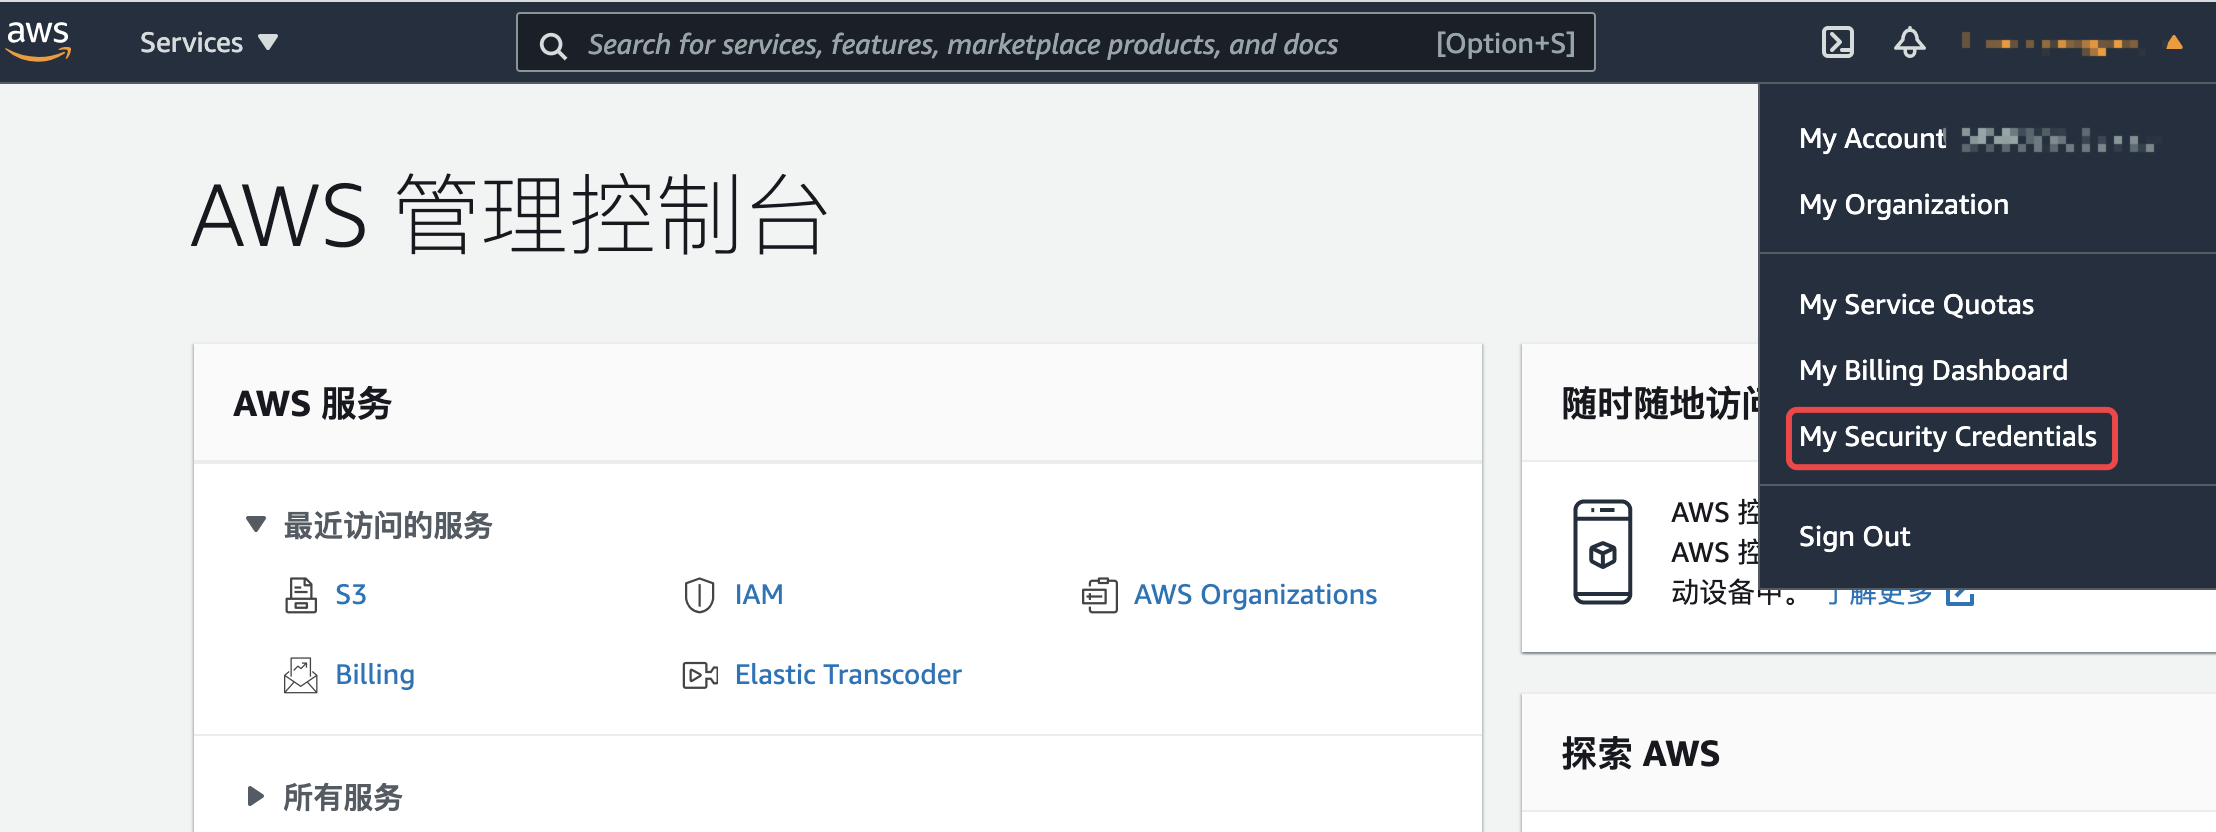 aws
Services
Search for services, features, marketplace products, and docs
[Option+S]
My Account
My Organization
My Service Quotas
My Billing Dashboard
My Security Credentials
Sign Out
AWS 管理控制台
AWS 服务
最近访问的服务
S3
IAM
AWS Organizations
Billing
Elastic Transcoder
所有服务
随时随地访问
AWS 控
AWS 控
动设备中。 了解更多
探索 AWS